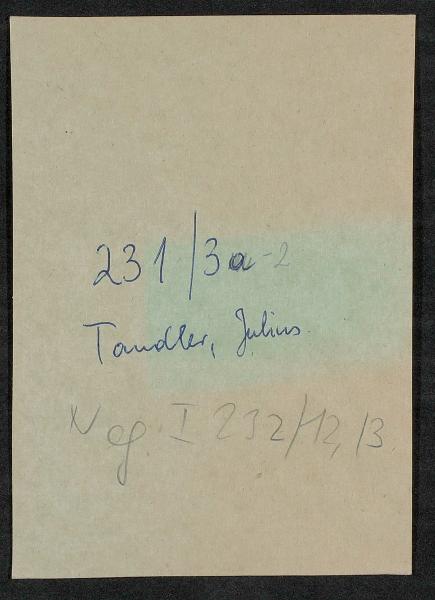 231/3a-2
Tandler, Julius
Neg. I 232/12, 13